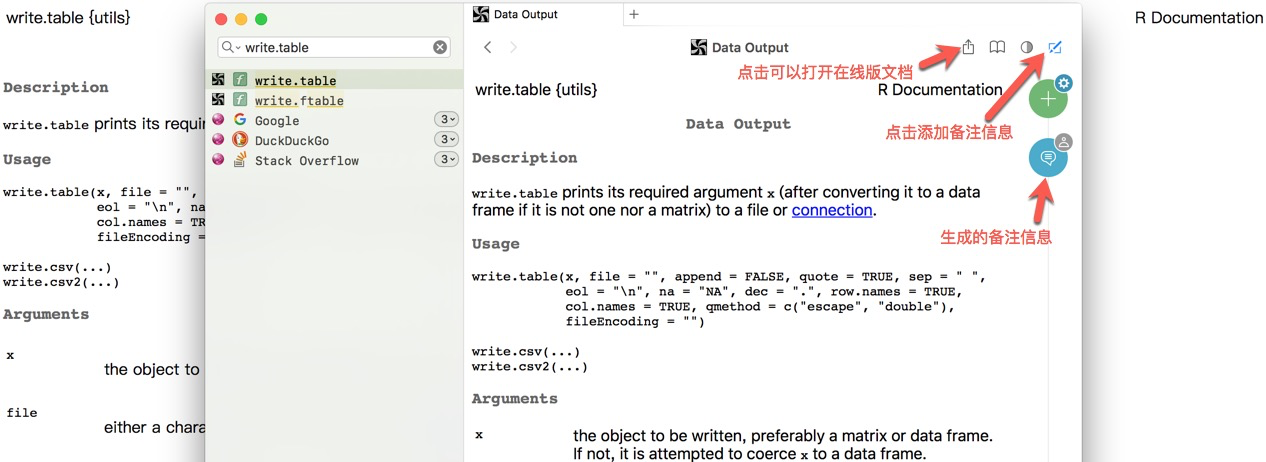 write.table {utils}
R Documentation
Description
write.table prints its requir
Usage
write.table(x, file = "",
eol = "\n", na
col.names = TR
fileEncoding =
write.csv(...)
write.csv2(...)
Arguments
x
the object to
file
either a chara
write.table
write.table
write.ftable
Google 3
DuckDuckGo 3
Stack Overflow 3
Data Output
Data Output
点击可以打开在线版文档
write.table {utils}
R Documentation
点击添加备注信息
Data Output
Description
write.table prints its required argument x (after converting it to a data
frame if it is not one nor a matrix) to a file or connection.
生成的备注信息
Usage
write.table(x, file = "", append = FALSE, quote = TRUE, sep = " ",
eol = "\n", na = "NA", dec = ".", row.names = TRUE,
col.names = TRUE, qmethod = c("escape", "double"),
fileEncoding = "")
write.csv(...)
write.csv2(...)
Arguments
x
the object to be written, preferably a matrix or data frame.
If not, it is attempted to coerce x to a data frame.